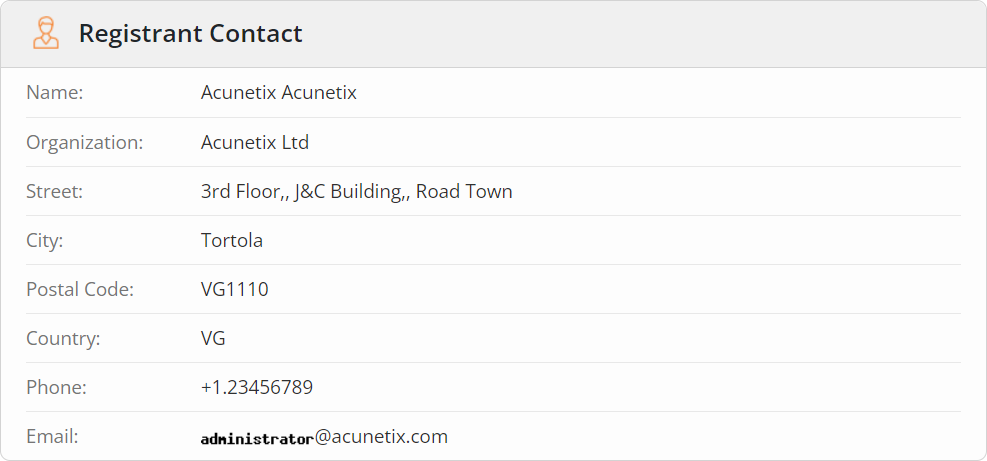 Registrant Contact
Name: Acunetix Acunetix
Organization: Acunetix Ltd
Street: 3rd Floor,, J&C Building,, Road Town
City: Tortola
Postal Code: VG1110
Country: VG
Phone: +1.23456789
Email: administrator@acunetix.com